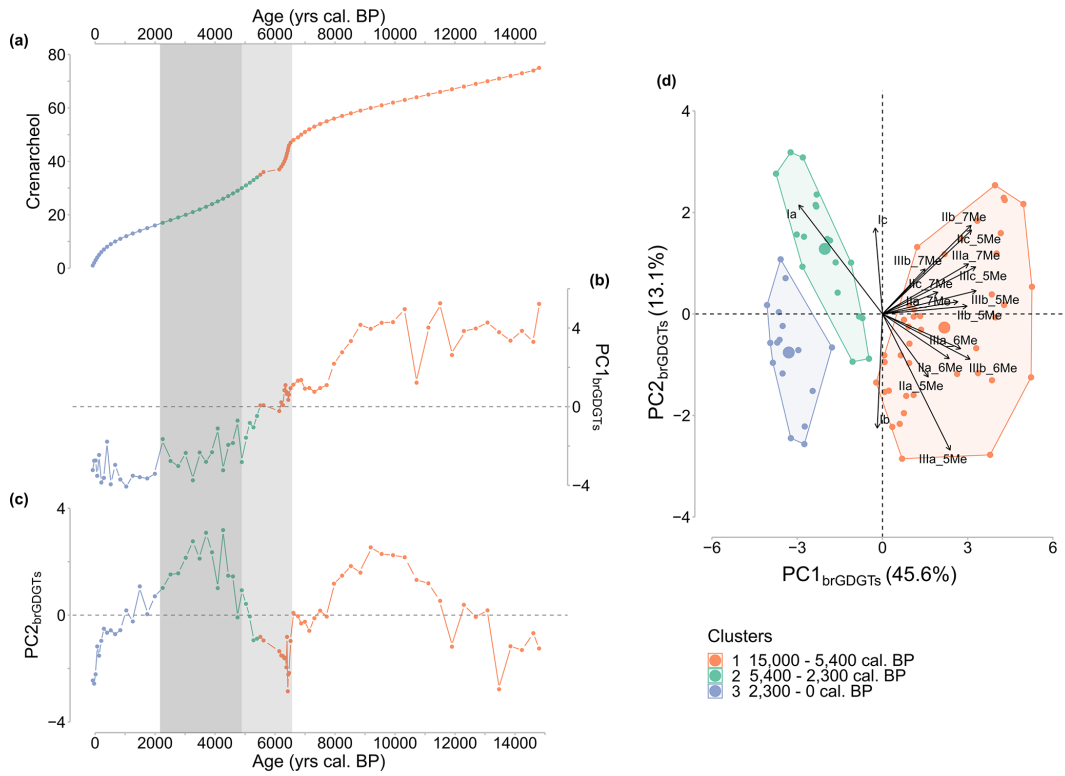 Age (yrs cal. BP)
0 2000 4000 6000 8000 10000 12000 14000
(a)
80
60
40
20
0
Crenarcheol
(b)
4
0
−4
PC1brGDGTs
(c)
4
0
−4
PC2brGDGTs
0 2000 4000 6000 8000 10000 12000 14000
Age (yrs cal. BP)
(d)
4
2
0
−2
−4
PC2brGDGTs (13.1%)
Ia
Ic
IIb_7Me
IIc_5Me
IIIa_7Me
IIIb_7Me
IIIc_5Me
IIc_7Me
IIIb_5Me
IIa_7Me
IIb_5Me
IIIa_6Me
IIa_6Me
IIIb_6Me
IIa_5Me
Ib
IIIa_5Me
−6 −3 0 3 6
PC1brGDGTs (45.6%)
Clusters
1 15,000 - 5,400 cal. BP
2 5,400 - 2,300 cal. BP
3 2,300 - 0 cal. BP